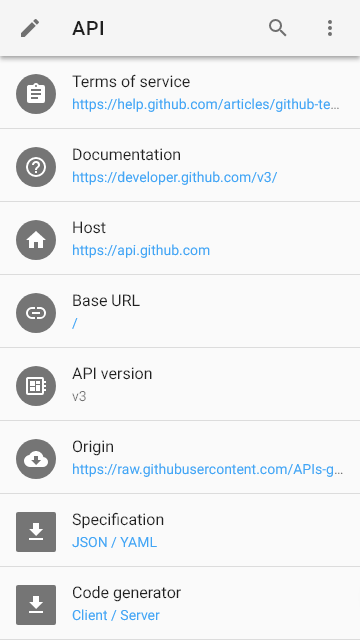 API
Terms of service
https://help.github.com/articles/github-te...
Documentation
https://developer.github.com/v3/
Host
https://api.github.com
Base URL
/
API version
v3
Origin
https://raw.githubusercontent.com/APIs-g...
Specification
JSON / YAML
Code generator
Client / Server